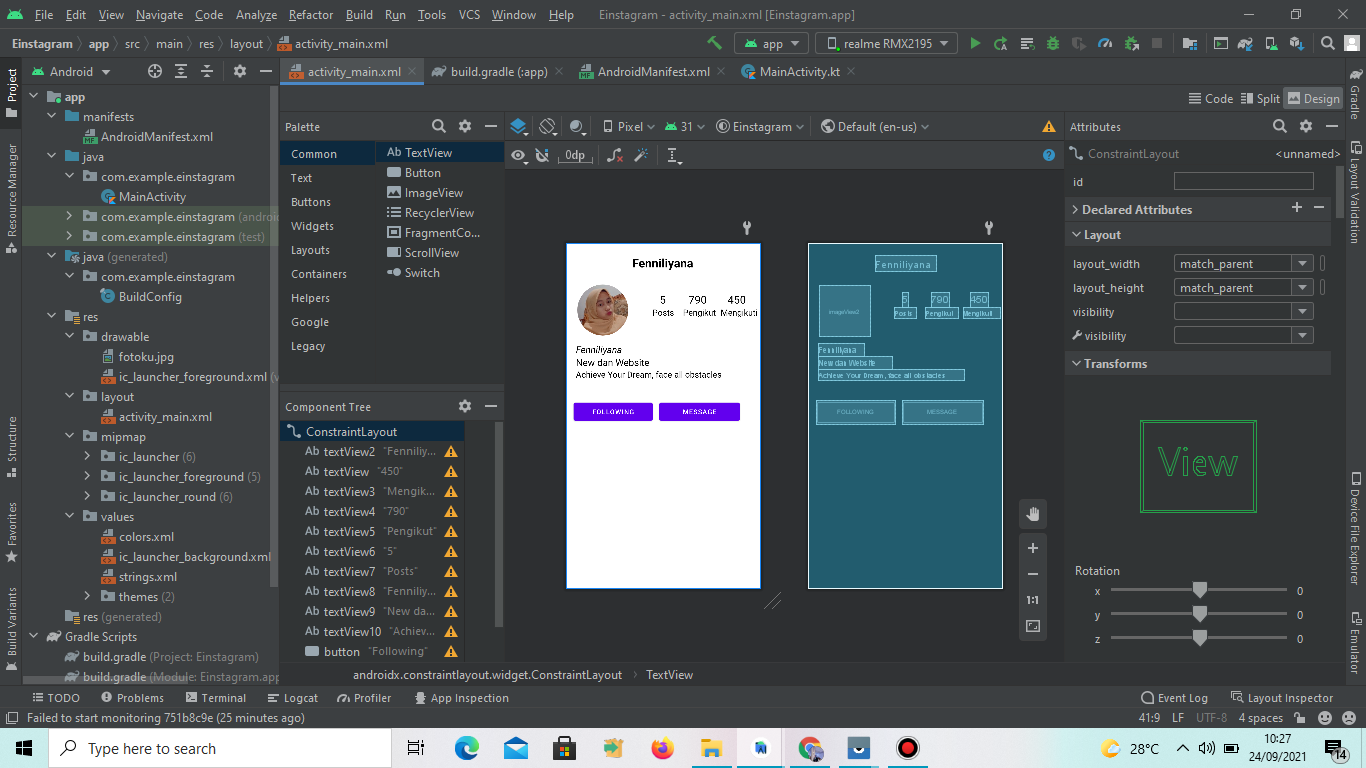 File Edit View Navigate Code Analyze Refactor Build Run Tools VCS Window Help Einstagram - activity_main.xml [Einstagram.app]
Einstagram app src main res layout activity_main.xml app realme RMX2195
Android activity_main.xml build.gradle (:app) AndroidManifest.xml MainActivity.kt
Code Split Design
Project
Resource Manager
Structure
Favorites
Build Variants
app
manifests
AndroidManifest.xml
java
com.example.einstagram
MainActivity
com.example.einstagram (andro
com.example.einstagram (test)
java (generated)
com.example.einstagram
BuildConfig
res
drawable
fotoku.jpg
ic_launcher_foreground.xml (v
layout
activity_main.xml
mipmap
ic_launcher (6)
ic_launcher_foreground (5)
ic_launcher_round (6)
values
colors.xml
ic_launcher_background.xml
strings.xml
themes (2)
res (generated)
Gradle Scripts
build.gradle (Project: Einstagram)
build.gradle (Module: Einstagram.app
Palette
Common
Text
Buttons
Widgets
Layouts
Containers
Helpers
Google
Legacy
Ab TextView
Button
ImageView
RecyclerView
FragmentCo...
ScrollView
Switch
Component Tree
ConstraintLayout
Ab textView2 "Fenniliy...
Ab textView "450"
Ab textView3 "Mengik...
Ab textView4 "790"
Ab textView5 "Pengikut"
Ab textView6 "5"
Ab textView7 "Posts"
Ab textView8 "Fenniliy...
Ab textView9 "New da...
Ab textView10 "Achiev...
button "Following"
Pixel 31 Einstagram Default (en-us)
0dp
Fenniliyana
5 790 450
Posts Pengikut Mengikuti
Fenniliyana
New dan Website
Achieve Your Dream, face all obstacles
FOLLOWING MESSAGE
Fenniliyana
5 790 450
imageView2
Posts Pengikut Mengikuti
Fenniliyana
New dan Website
Achieve Your Dream, face all obstacles
FOLLOWING MESSAGE
1:1
androidx.constraintlayout.widget.ConstraintLayout TextView
Attributes
ConstraintLayout <unnamed>
id
Declared Attributes
Layout
layout_width match_parent
layout_height match_parent
visibility
visibility
Transforms
View
Rotation
x 0
y 0
z 0
Gradle
Layout Validation
Device File Explorer
Emulator
TODO Problems Terminal Logcat Profiler App Inspection Event Log Layout Inspector
Failed to start monitoring 751b8c9e (25 minutes ago) 41:9 LF UTF-8 4 spaces
Type here to search 28°C 10:27
24/09/2021
14